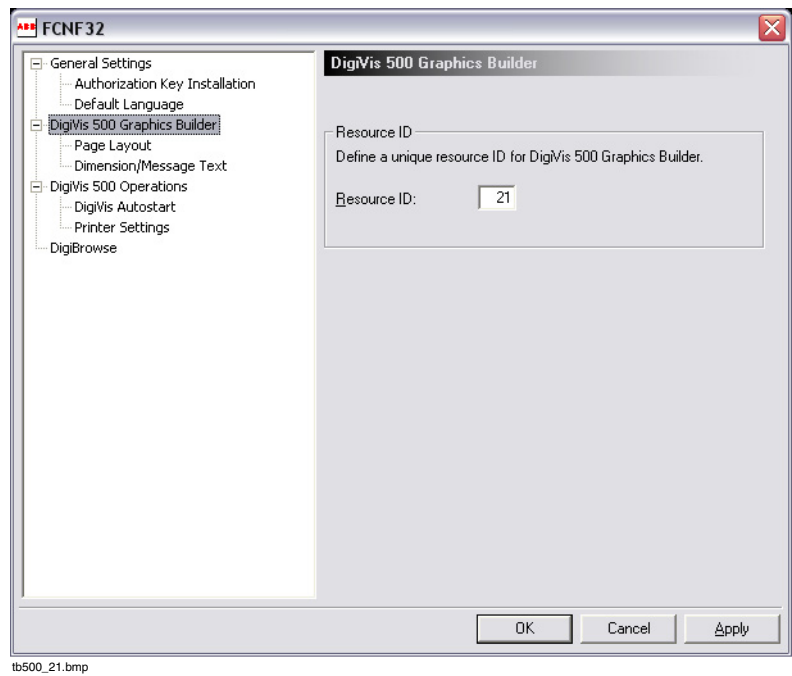 ABB FCNF32
General Settings
Authorization Key Installation
Default Language
DigiVis 500 Graphics Builder
Page Layout
Dimension/Message Text
DigiVis 500 Operations
DigiVis Autostart
Printer Settings
DigiBrowse
DigiVis 500 Graphics Builder
Resource ID
Define a unique resource ID for DigiVis 500 Graphics Builder.
Resource ID: 21
OK Cancel Apply
tb500_21.bmp